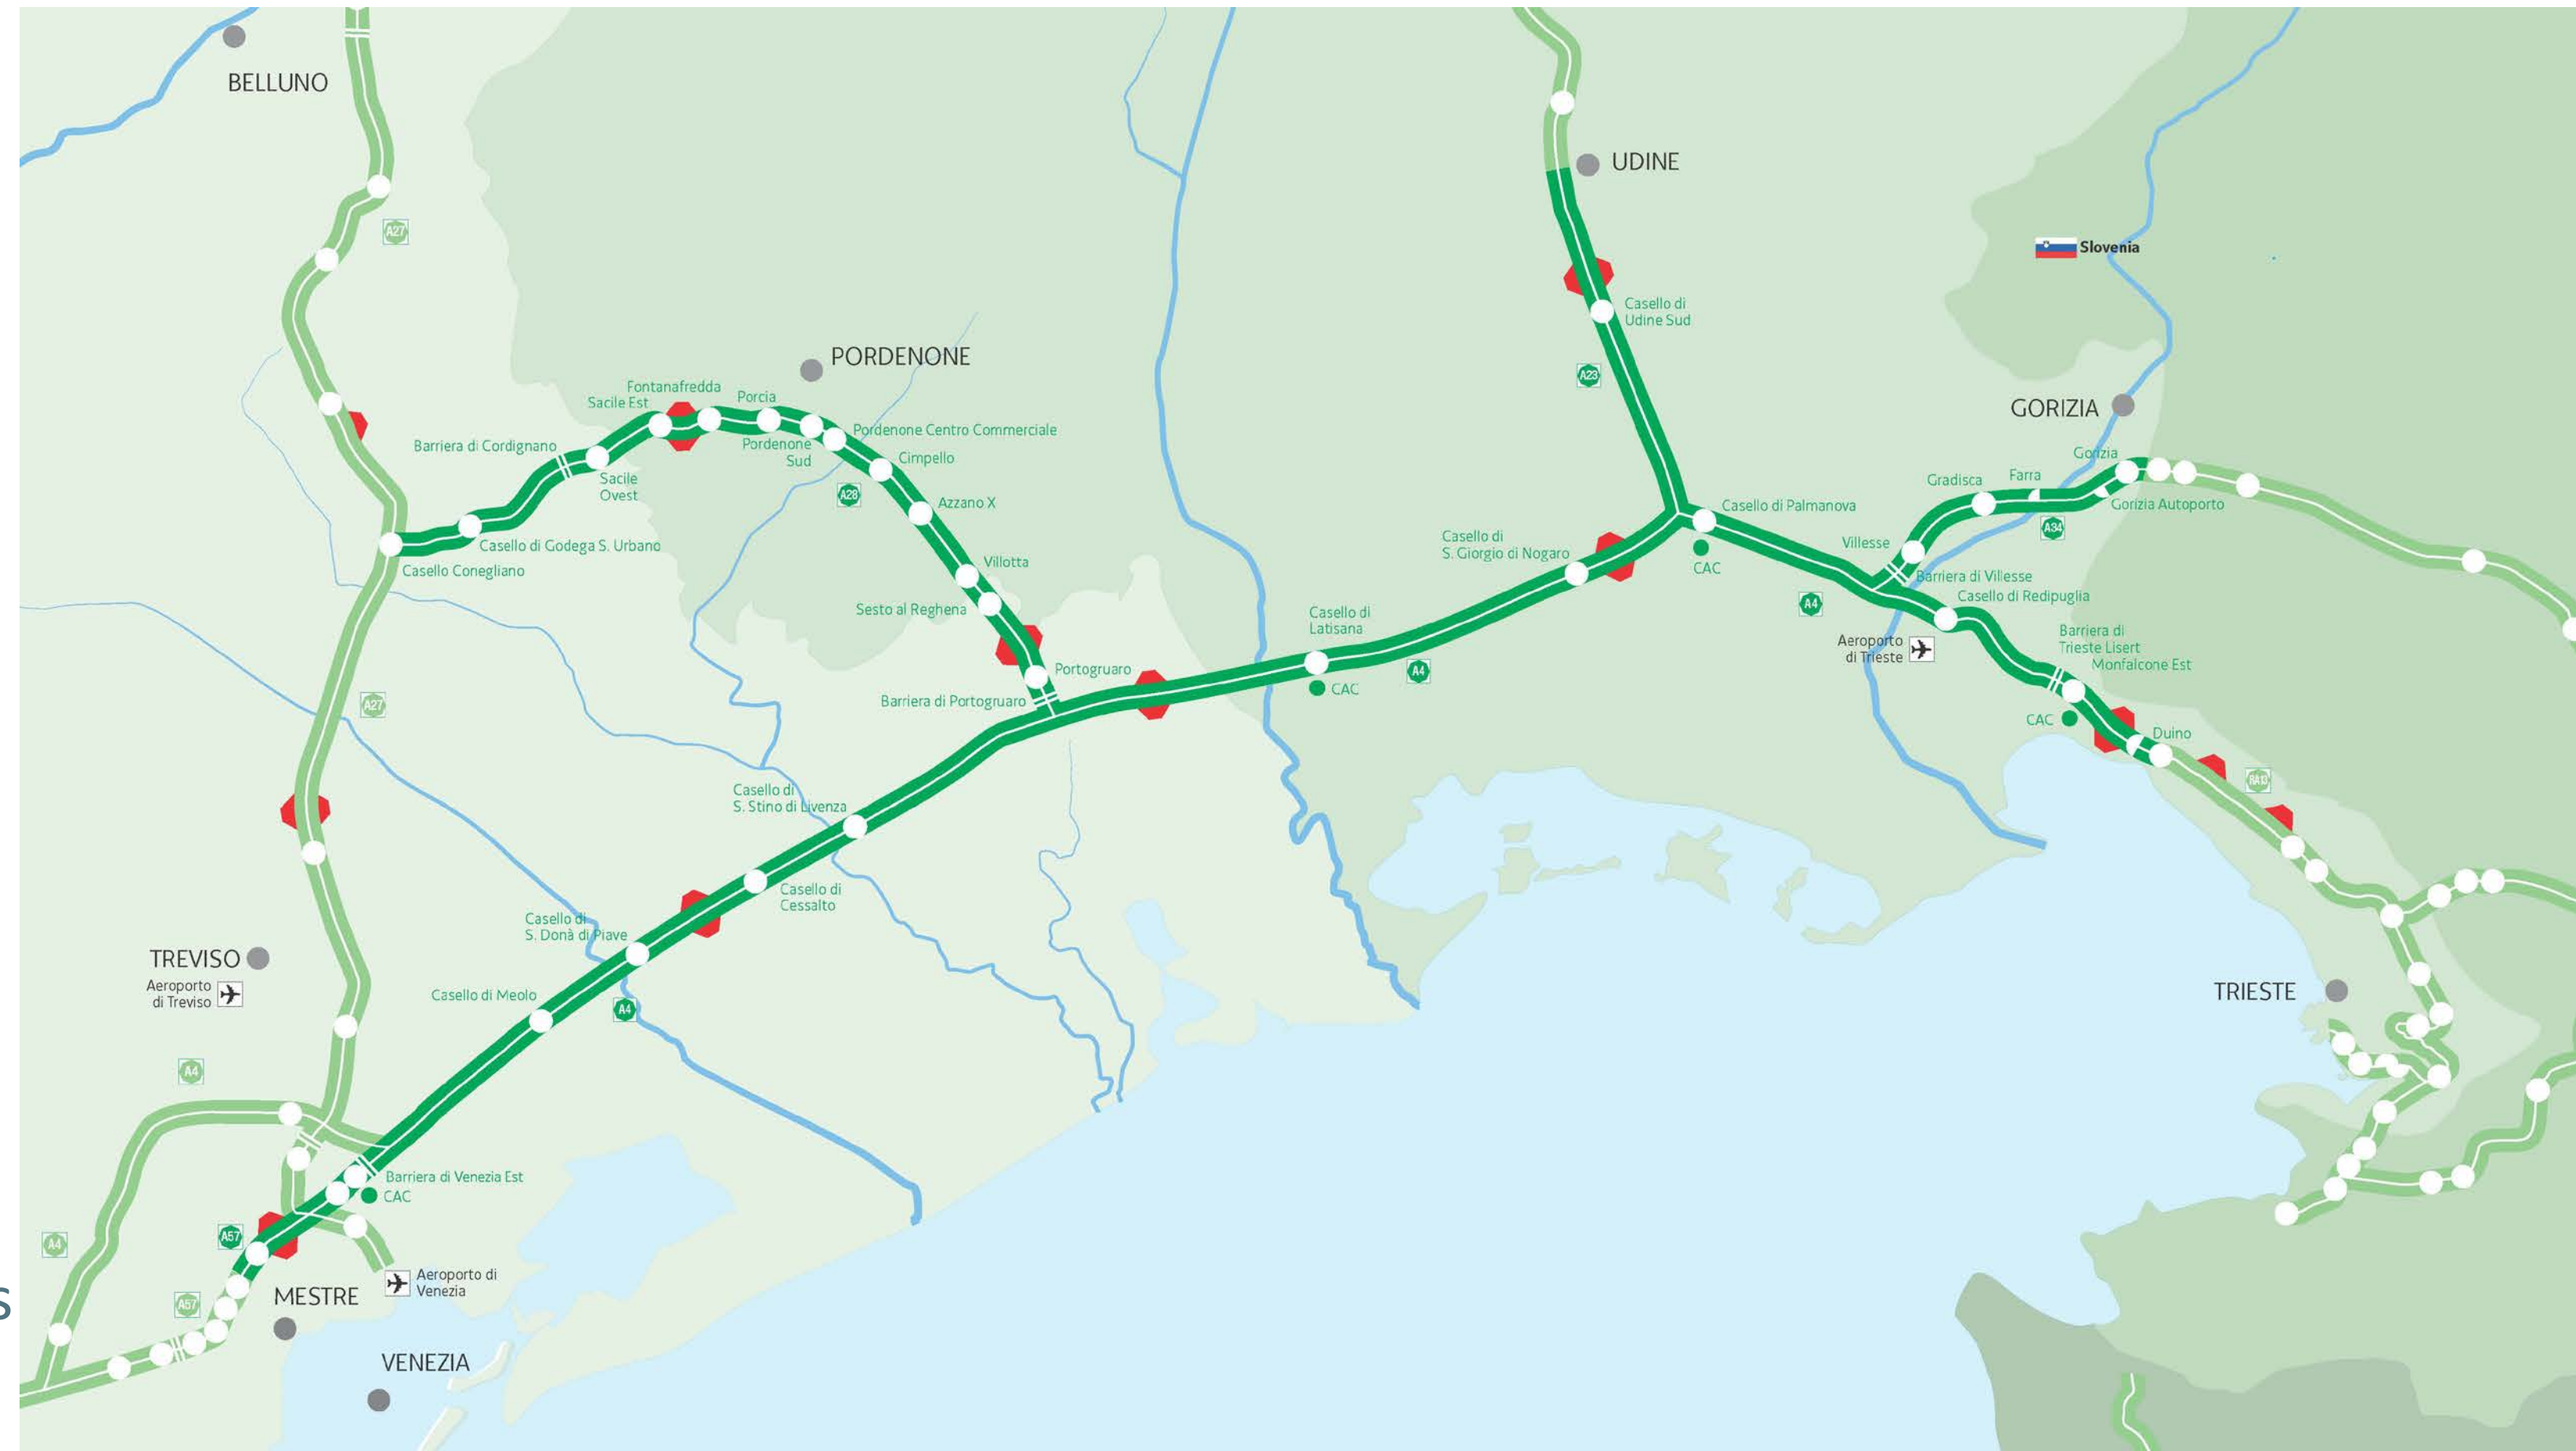 BELLUNO
UDINE
A27
Slovenia
Casello di
Udine Sud
PORDENONE
A23
Fontanafredda
Sacile Est
Porcia
GORIZIA
Barriera di Cordignano
Pordenone
Sud
Pordenone Centro Commerciale
Sacile
Ovest
Cimpello
A28
Azzano X
Gorizia
Gradisca
Farra
Gorizia Autoporto
A34
Casello di Palmanova
Casello di
S. Giorgio di Nogaro
CAC
Villesse
Casello di Godega S. Urbano
Casello Conegliano
Villotta
Barriera di Villesse
Casello di Redipuglia
Sesto al Reghena
Casello di
Latisana
A4
Aeroporto
di Trieste
Barriera di
Trieste Lisert
Monfalcone Est
Portogruaro
A4
CAC
Barriera di Portogruaro
A27
CAC
Duino
RA13
Casello di
S. Stino di Livenza
Casello di
Cessalto
Casello di
S. Donà di Piave
TREVISO
Aeroporto
di Treviso
Casello di Meolo
A4
TRIESTE
A4
Barriera di Venezia Est
CAC
A57
A4
Aeroporto di
Venezia
MESTRE
A57
S
VENEZIA